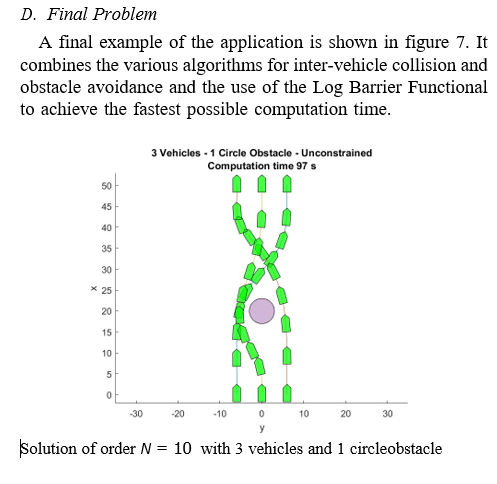 D. Final Problem
A final example of the application is shown in figure 7. It
combines the various algorithms for inter-vehicle collision and
obstacle avoidance and the use of the Log Barrier Functional
to achieve the fastest possible computation time.
3 Vehicles - 1 Circle Obstacle - Unconstrained
Computation time 97 s
50
45
40
35
30
x 25
20
15
10
5
0
-30 -20 -10 0 10 20 30
y
Solution of order N = 10 with 3 vehicles and 1 circleobstacle